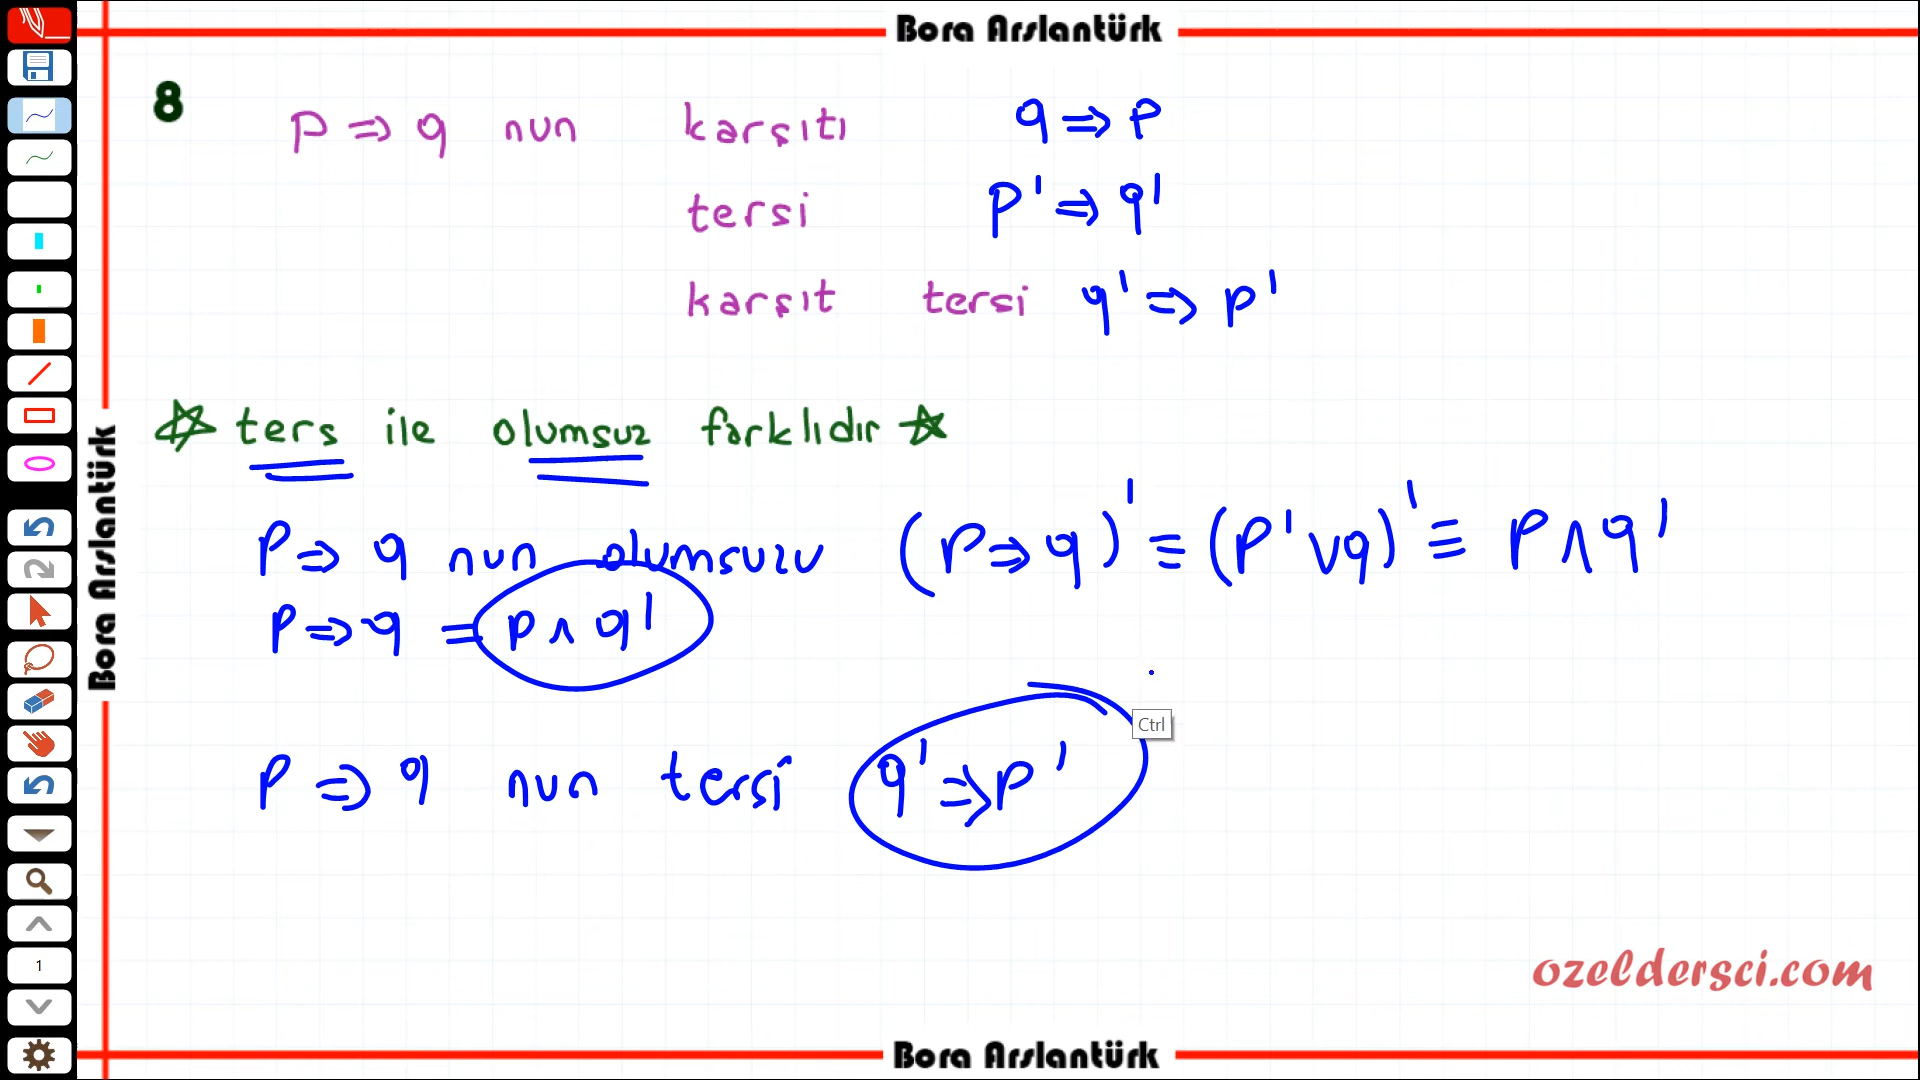 Bora Arslantürk
8
p ⇒ q nun karşıtı q ⇒ p
tersi p' ⇒ q'
karşıt tersi q' ⇒ p'
☆ ters ile olumsuz farklıdır ☆
p ⇒ q nun olumsuzu (p ⇒ q)' ≡ (p' ∨ q)' ≡ p ∧ q'
p ⇒ q = p ∧ q'
Ctrl
p ⇒ q nun tersi q' ⇒ p'
Bora Arslantürk
1
ozeldersci.com
Bora Arslantürk